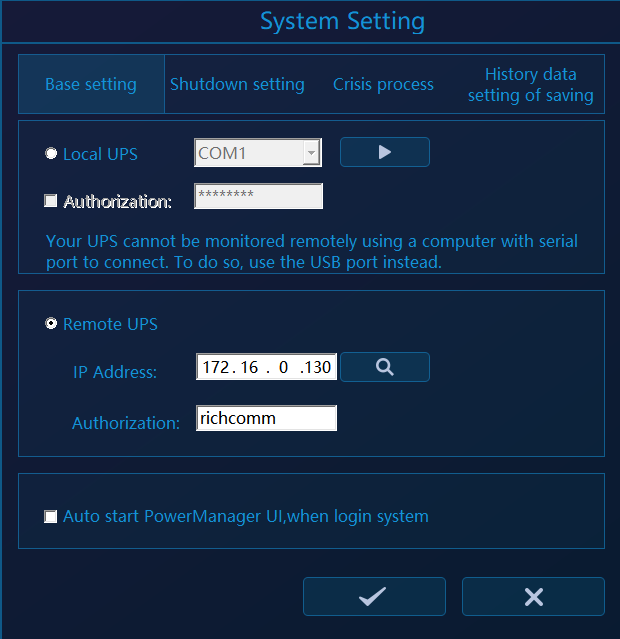 System Setting
Base setting
Shutdown setting
Crisis process
History data
setting of saving
Local UPS
COM1
Authorization:
********
Your UPS cannot be monitored remotely using a computer with serial
port to connect. To do so, use the USB port instead.
Remote UPS
IP Address:
172 . 16 . 0 .130
Authorization:
richcomm
Auto start PowerManager UI,when login system